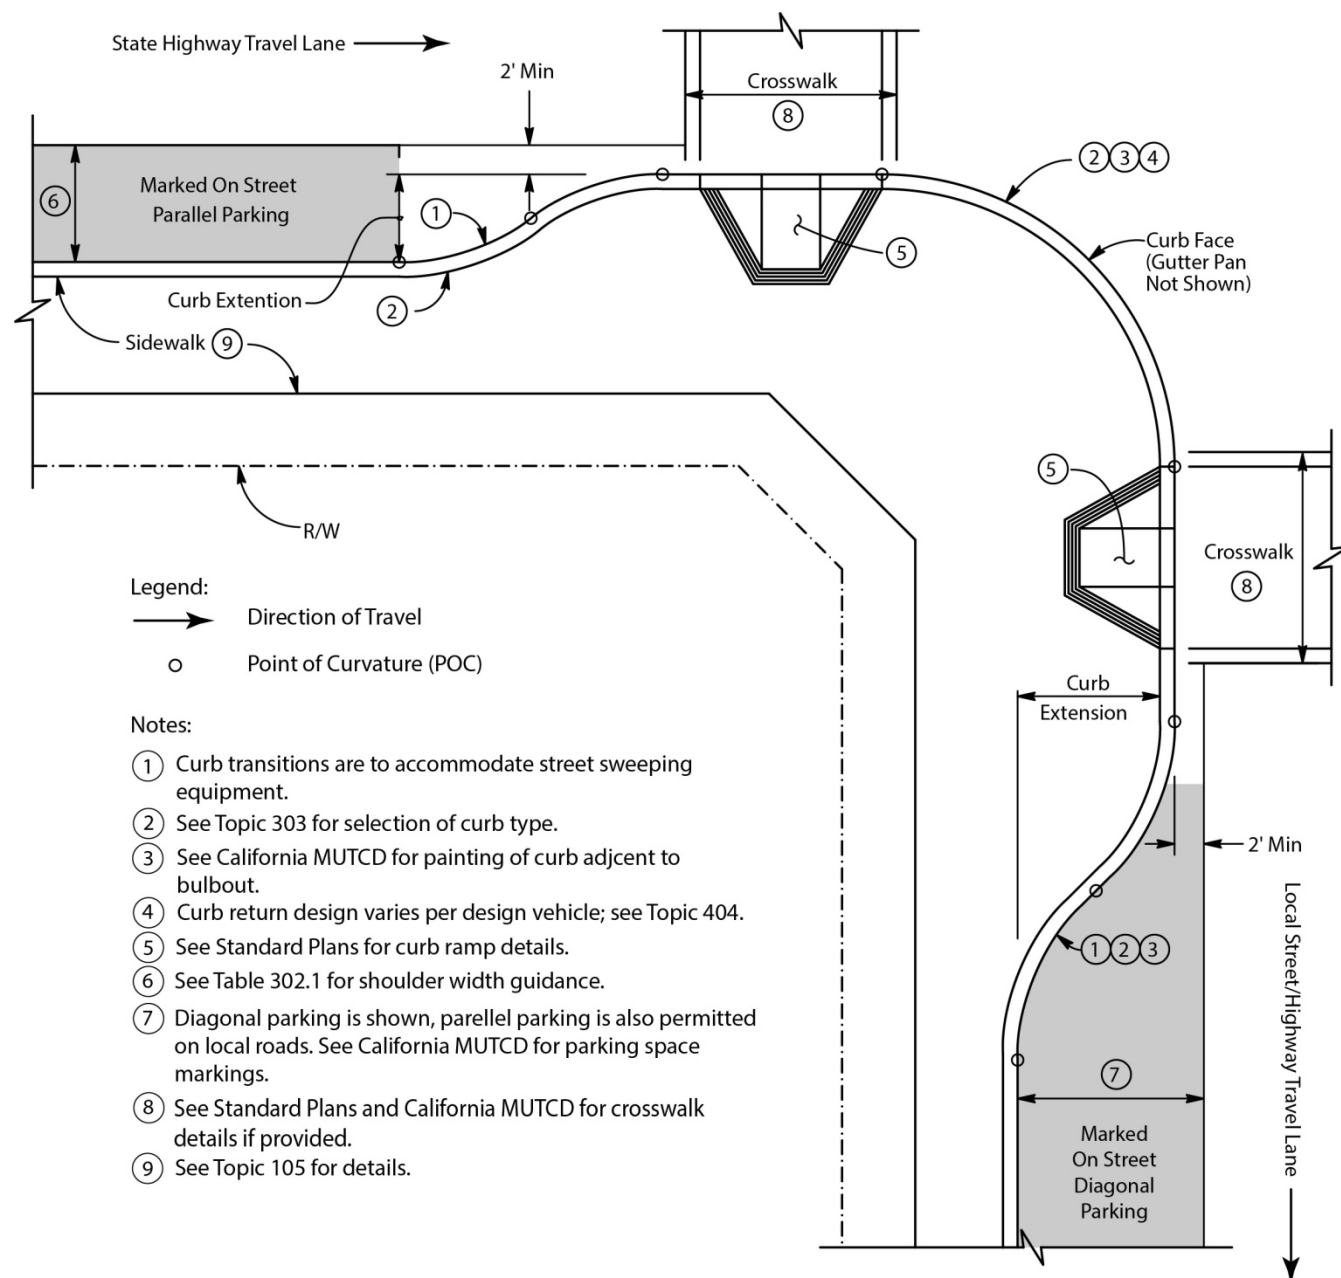 State Highway Travel Lane
2' Min
Crosswalk
8
2 3 4
6
Marked On Street
Parallel Parking
1
5
Curb Face
(Gutter Pan
Not Shown)
Curb Extention
2
Sidewalk 9
5
R/W
Crosswalk
8
Legend:
Direction of Travel
Point of Curvature (POC)
Curb
Extension
Notes:
1 Curb transitions are to accommodate street sweeping
equipment.
2 See Topic 303 for selection of curb type.
3 See California MUTCD for painting of curb adjcent to
bulbout.
4 Curb return design varies per design vehicle; see Topic 404.
5 See Standard Plans for curb ramp details.
6 See Table 302.1 for shoulder width guidance.
7 Diagonal parking is shown, parellel parking is also permitted
on local roads. See California MUTCD for parking space
markings.
8 See Standard Plans and California MUTCD for crosswalk
details if provided.
9 See Topic 105 for details.
2' Min
1 2 3
7
Marked
On Street
Diagonal
Parking
Local Street/Highway Travel Lane